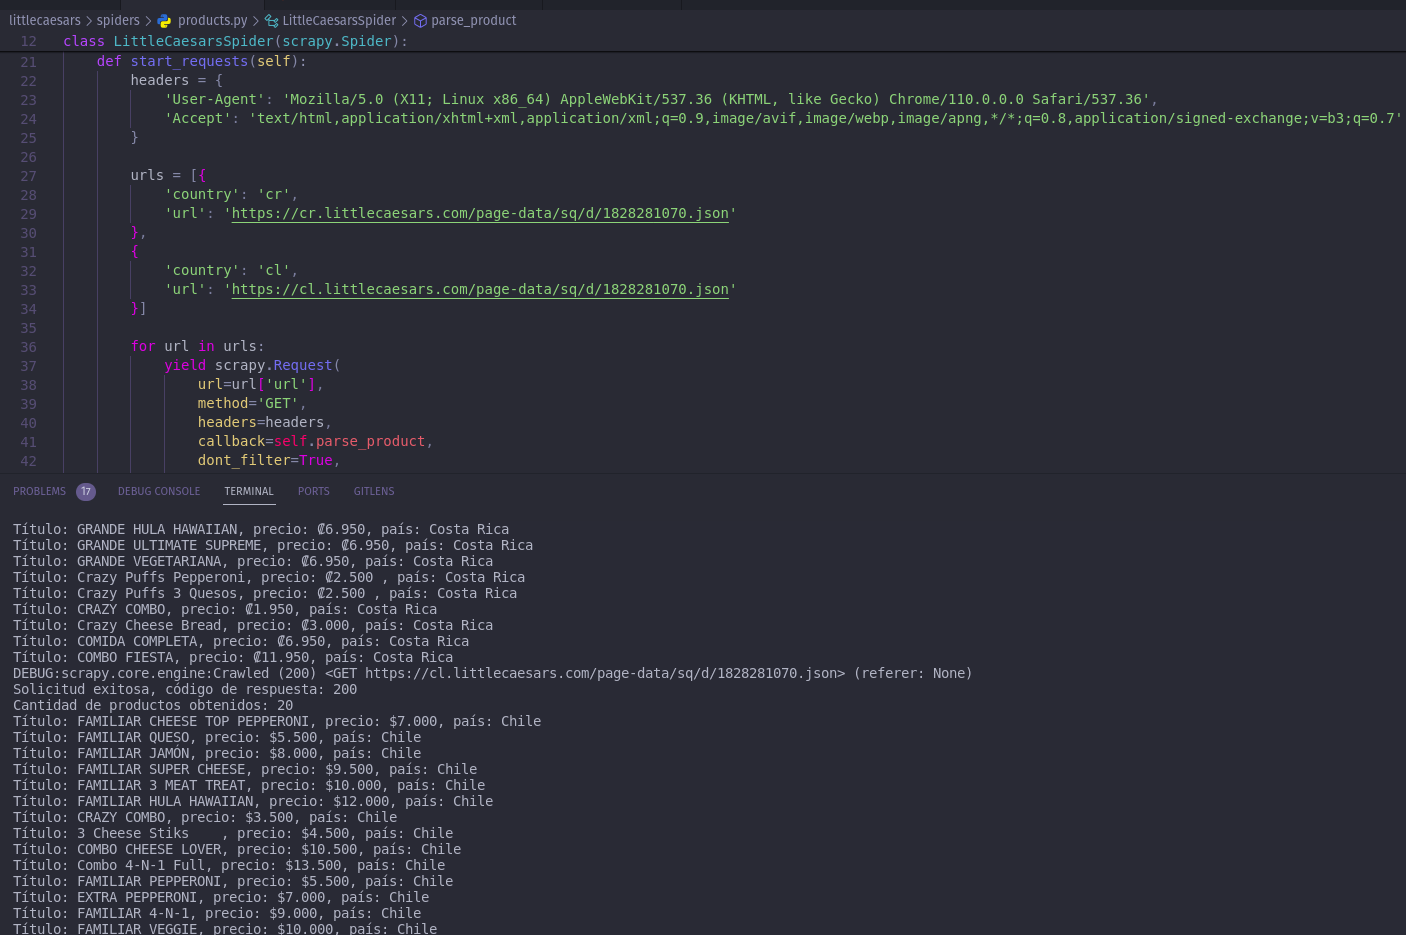 littlecaesars > spiders > products.py > LittleCaesarsSpider > parse_product
12 class LittleCaesarsSpider(scrapy.Spider):
21 def start_requests(self):
22 headers = {
23 'User-Agent': 'Mozilla/5.0 (X11; Linux x86_64) AppleWebKit/537.36 (KHTML, like Gecko) Chrome/110.0.0.0 Safari/537.36',
24 'Accept': 'text/html,application/xhtml+xml,application/xml;q=0.9,image/avif,image/webp,image/apng,*/*;q=0.8,application/signed-exchange;v=b3;q=0.7'
25 }
26
27 urls = [{
28 'country': 'cr',
29 'url': 'https://cr.littlecaesars.com/page-data/sq/d/1828281070.json'
30 },
31 {
32 'country': 'cl',
33 'url': 'https://cl.littlecaesars.com/page-data/sq/d/1828281070.json'
34 }]
35
36 for url in urls:
37 yield scrapy.Request(
38 url=url['url'],
39 method='GET',
40 headers=headers,
41 callback=self.parse_product,
42 dont_filter=True,
PROBLEMS 17 DEBUG CONSOLE TERMINAL PORTS GITLENS
Título: GRANDE HULA HAWAIIAN, precio: ₡6.950, país: Costa Rica
Título: GRANDE ULTIMATE SUPREME, precio: ₡6.950, país: Costa Rica
Título: GRANDE VEGETARIANA, precio: ₡6.950, país: Costa Rica
Título: Crazy Puffs Pepperoni, precio: ₡2.500 , país: Costa Rica
Título: Crazy Puffs 3 Quesos, precio: ₡2.500 , país: Costa Rica
Título: CRAZY COMBO, precio: ₡1.950, país: Costa Rica
Título: Crazy Cheese Bread, precio: ₡3.000, país: Costa Rica
Título: COMIDA COMPLETA, precio: ₡6.950, país: Costa Rica
Título: COMBO FIESTA, precio: ₡11.950, país: Costa Rica
DEBUG:scrapy.core.engine:Crawled (200) <GET https://cl.littlecaesars.com/page-data/sq/d/1828281070.json> (referer: None)
Solicitud exitosa, código de respuesta: 200
Cantidad de productos obtenidos: 20
Título: FAMILIAR CHEESE TOP PEPPERONI, precio: $7.000, país: Chile
Título: FAMILIAR QUESO, precio: $5.500, país: Chile
Título: FAMILIAR JAMÓN, precio: $8.000, país: Chile
Título: FAMILIAR SUPER CHEESE, precio: $9.500, país: Chile
Título: FAMILIAR 3 MEAT TREAT, precio: $10.000, país: Chile
Título: FAMILIAR HULA HAWAIIAN, precio: $12.000, país: Chile
Título: CRAZY COMBO, precio: $3.500, país: Chile
Título: 3 Cheese Stiks    , precio: $4.500, país: Chile
Título: COMBO CHEESE LOVER, precio: $10.500, país: Chile
Título: Combo 4-N-1 Full, precio: $13.500, país: Chile
Título: FAMILIAR PEPPERONI, precio: $5.500, país: Chile
Título: EXTRA PEPPERONI, precio: $7.000, país: Chile
Título: FAMILIAR 4-N-1, precio: $9.000, país: Chile
Título: FAMILIAR VEGGIE, precio: $10.000, país: Chile